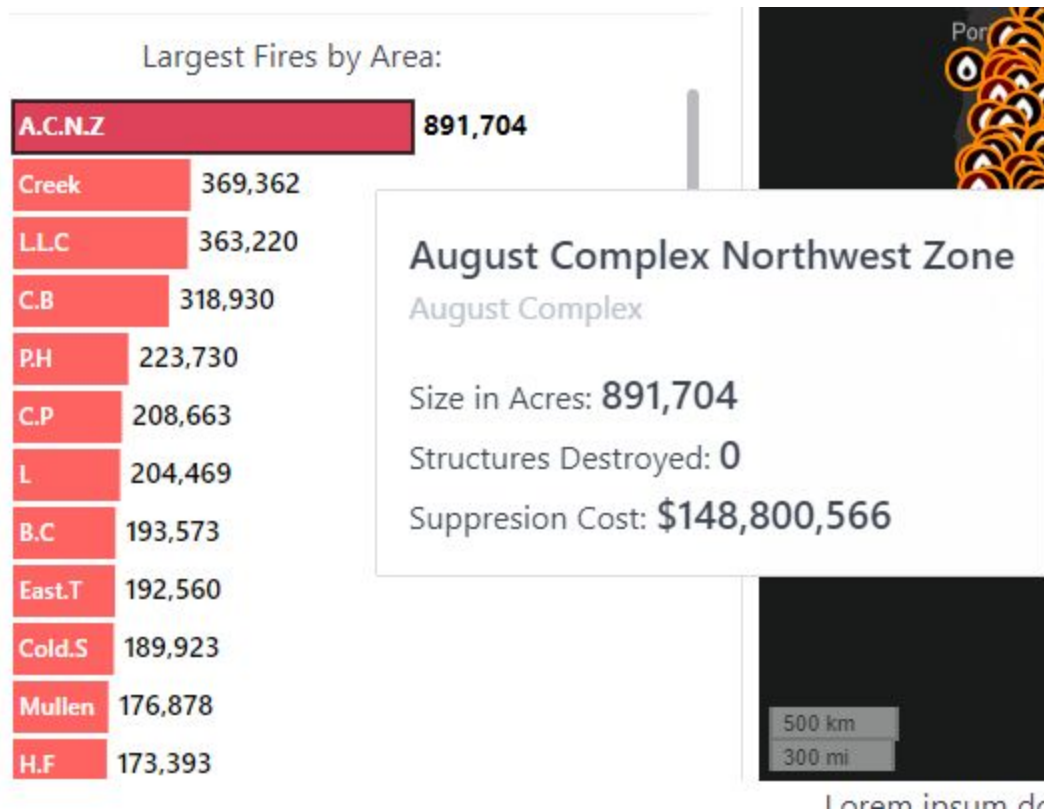 Largest Fires by Area:
A.C.N.Z 891,704
Creek 369,362
L.L.C 363,220
C.B 318,930
P.H 223,730
C.P 208,663
L 204,469
B.C 193,573
East.T 192,560
Cold.S 189,923
Mullen 176,878
H.F 173,393
August Complex Northwest Zone
August Complex
Size in Acres: 891,704
Structures Destroyed: 0
Suppresion Cost: $148,800,566
Por
500 km
300 mi
Lorem ipsum do